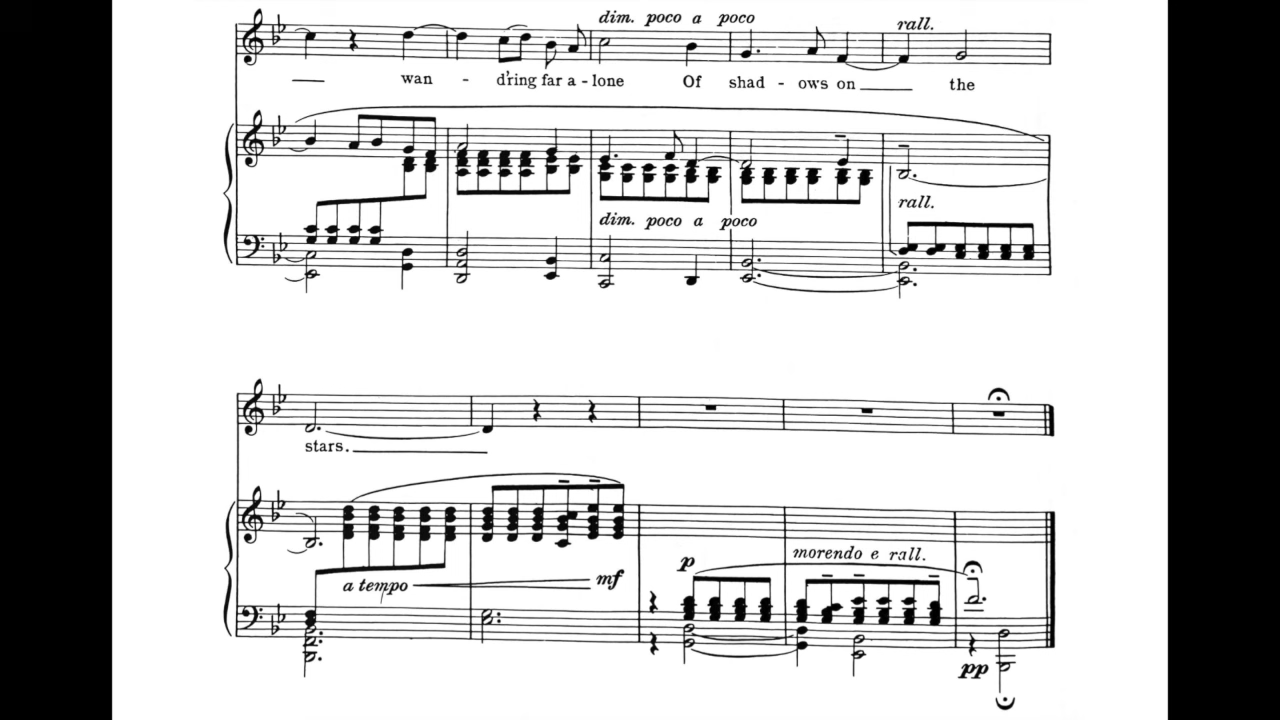 dim. poco a poco
rall.
wan - d'ring far a - lone Of shad - ows on the
dim. poco a poco
rall.
stars.
a tempo mf
p morendo e rall.
pp